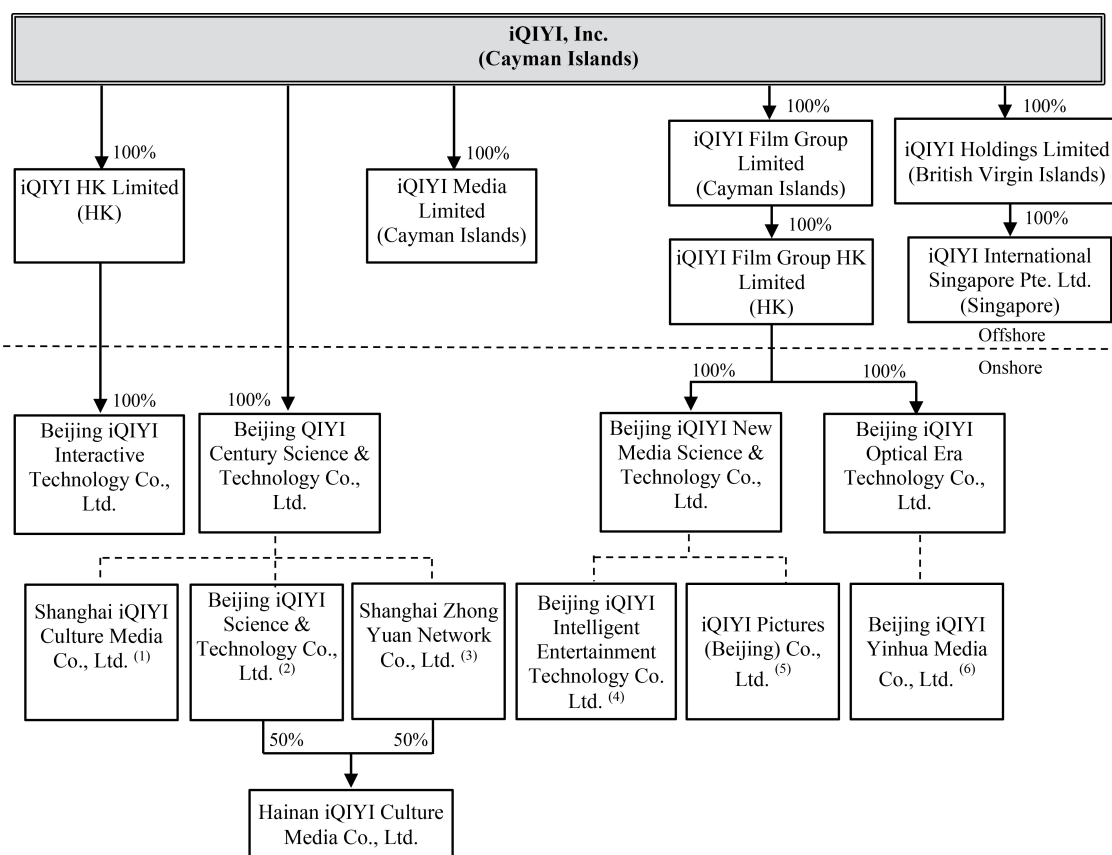 iQIYI, Inc.
(Cayman Islands)
100%
100%
100%
100%
iQIYI HK Limited
(HK)
iQIYI Media
Limited
(Cayman Islands)
iQIYI Film Group
Limited
(Cayman Islands)
iQIYI Holdings Limited
(British Virgin Islands)
100%
100%
iQIYI Film Group HK
Limited
(HK)
iQIYI International
Singapore Pte. Ltd.
(Singapore)
Offshore
Onshore
100%
100%
100%
100%
Beijing iQIYI
Interactive
Technology Co.,
Ltd.
Beijing QIYI
Century Science &
Technology Co.,
Ltd.
Beijing iQIYI New
Media Science &
Technology Co.,
Ltd.
Beijing iQIYI
Optical Era
Technology Co.,
Ltd.
Shanghai iQIYI
Culture Media
Co., Ltd. (1)
Beijing iQIYI
Science &
Technology Co.,
Ltd. (2)
Shanghai Zhong
Yuan Network
Co., Ltd. (3)
Beijing iQIYI
Intelligent
Entertainment
Technology Co.
Ltd. (4)
iQIYI Pictures
(Beijing) Co.,
Ltd. (5)
Beijing iQIYI
Yinhua Media
Co., Ltd. (6)
50%
50%
Hainan iQIYI Culture
Media Co., Ltd.